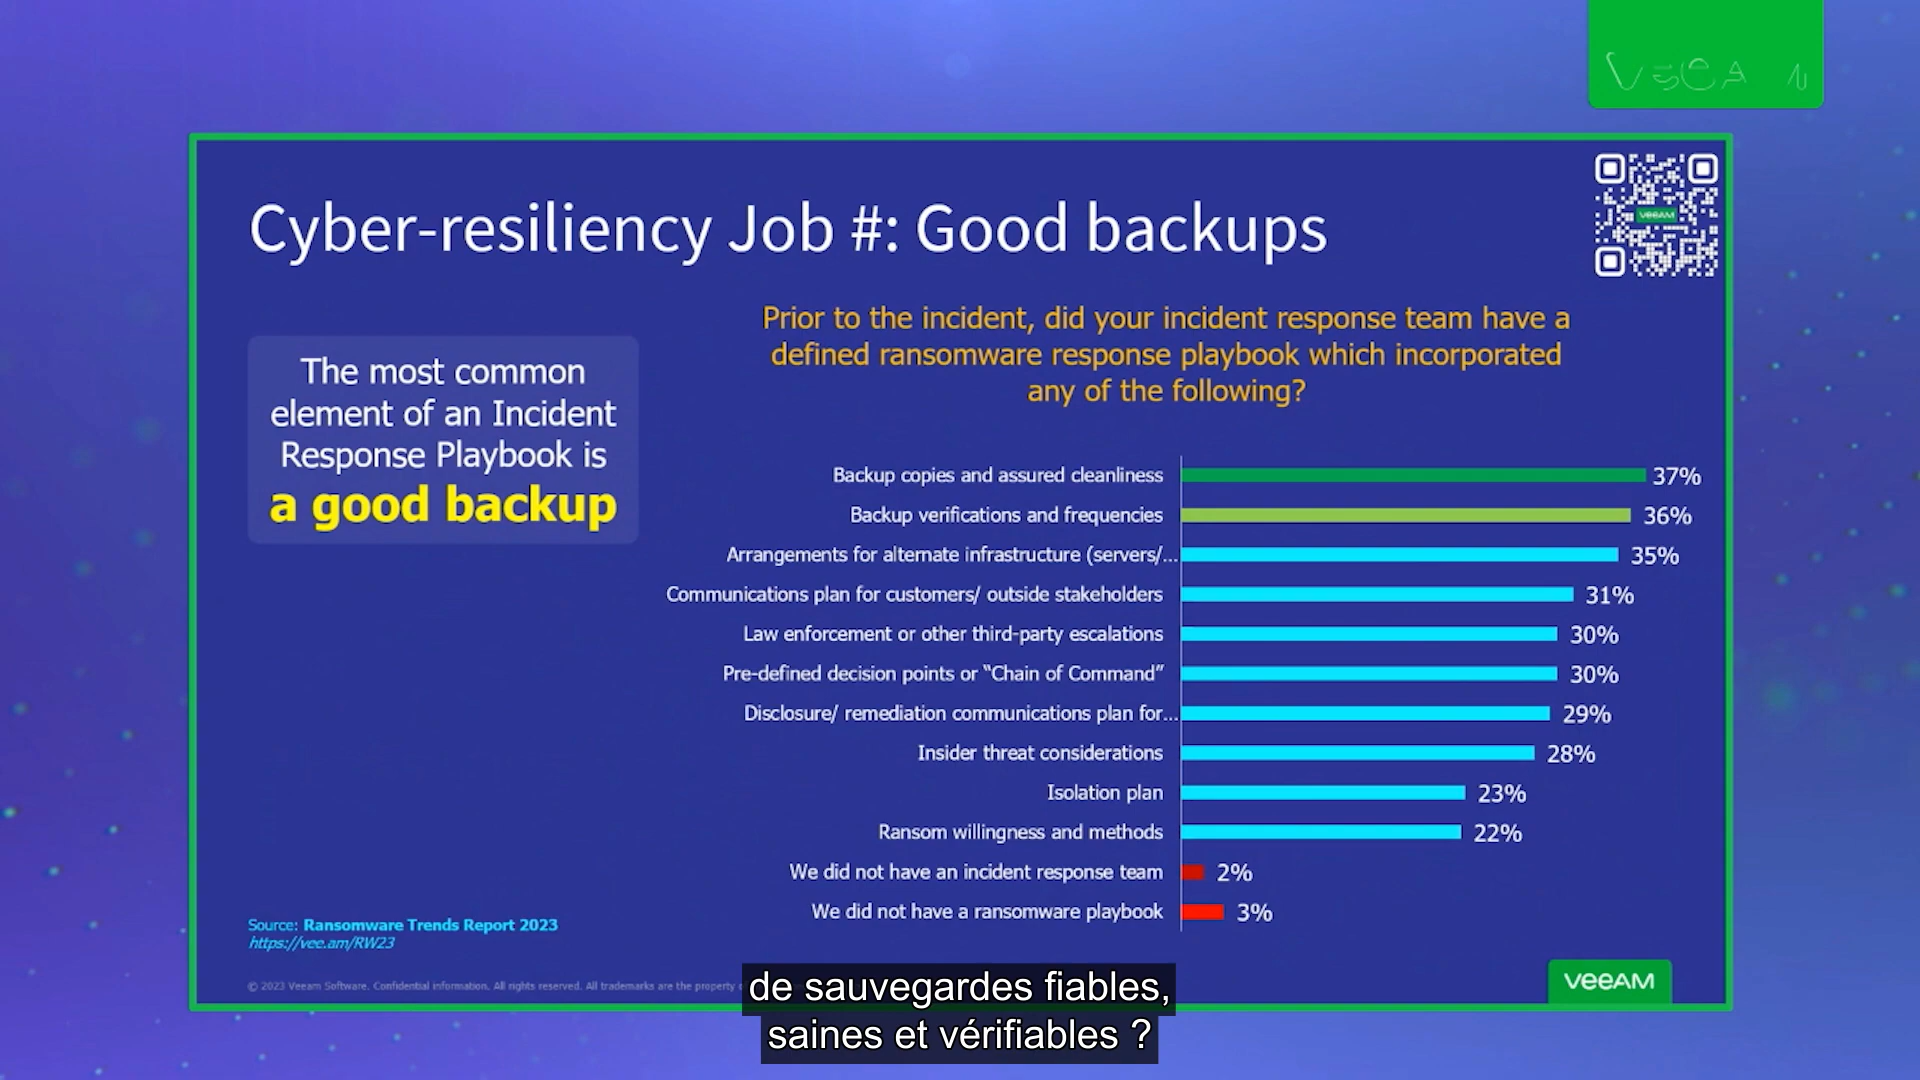 Cyber-resiliency Job #: Good backups
VeeAM
The most common
element of an Incident
Response Playbook is
a good backup
Prior to the incident, did your incident response team have a
defined ransomware response playbook which incorporated
any of the following?
Backup copies and assured cleanliness 37%
Backup verifications and frequencies 36%
Arrangements for alternate infrastructure (servers/... 35%
Communications plan for customers/ outside stakeholders 31%
Law enforcement or other third-party escalations 30%
Pre-defined decision points or “Chain of Command” 30%
Disclosure/ remediation communications plan for... 29%
Insider threat considerations 28%
Isolation plan 23%
Ransom willingness and methods 22%
We did not have an incident response team 2%
We did not have a ransomware playbook 3%
Source: Ransomware Trends Report 2023
https://vee.am/RW23
© 2023 Veeam Software. Confidential information. All rights reserved. All trademarks are the property
veeAM
de sauvegardes fiables,
saines et vérifiables ?